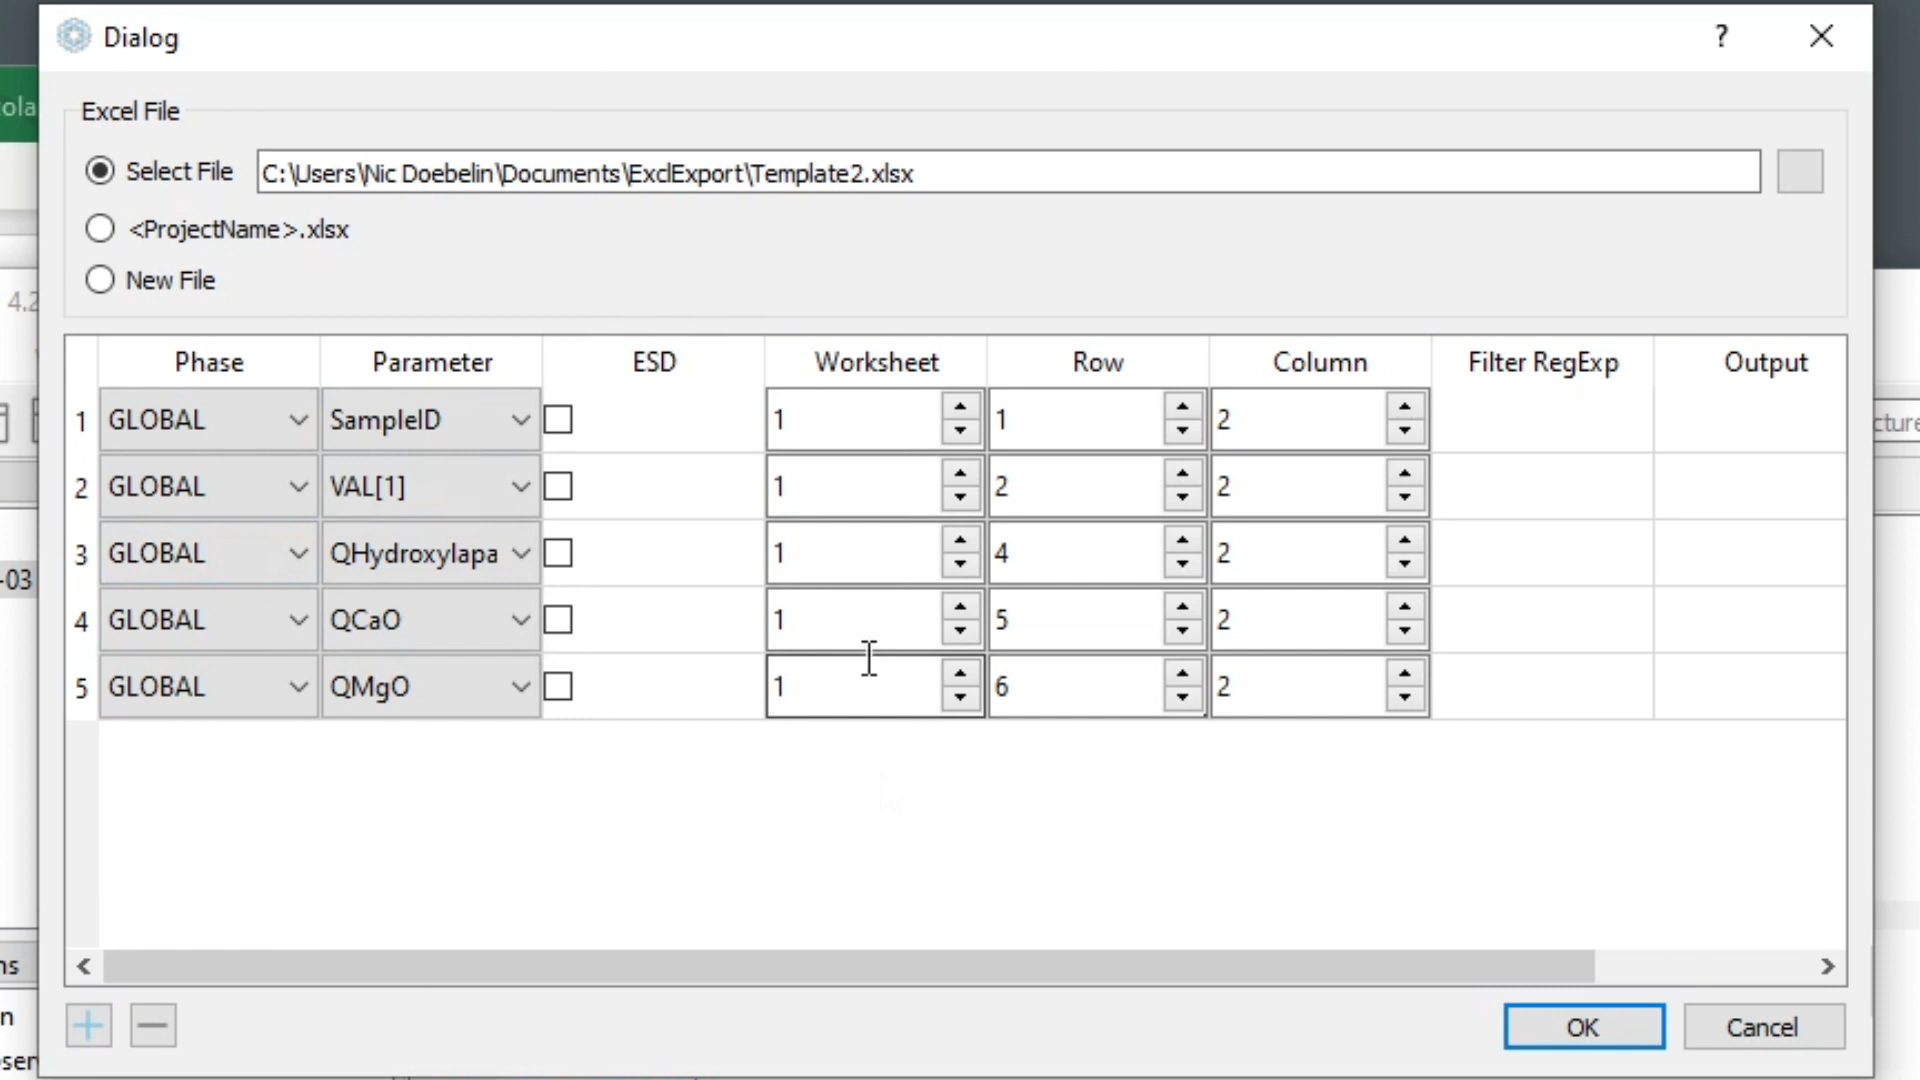 Dialog
?
Excel File
Select File C:\Users\Nic Doebelin\Documents\ExclExport\Template2.xlsx
<ProjectName>.xlsx
New File
Phase Parameter ESD Worksheet Row Column Filter RegExp Output
1 GLOBAL SampleID 1 1 2
2 GLOBAL VAL[1] 1 2 2
3 GLOBAL QHydroxylapa 1 4 2
4 GLOBAL QCaO 1 5 2
5 GLOBAL QMgO 1 6 2
-03
OK Cancel